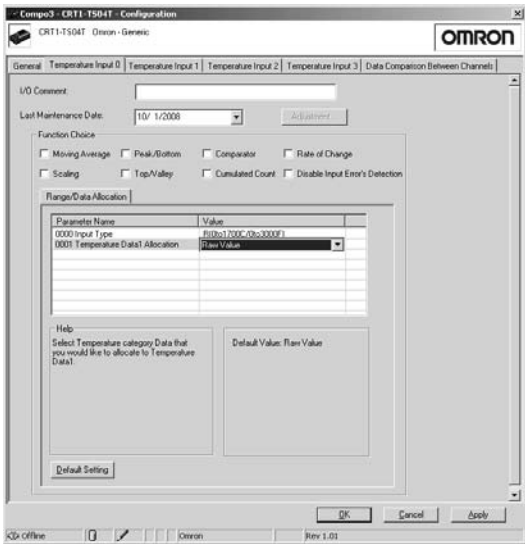 Compo3 - CRT1-TS04T - Configuration
CRT1-TS04T Omron - Generic
OMRON
General Temperature Input 0 Temperature Input 1 Temperature Input 2 Temperature Input 3 Data Comparison Between Channels
I/O Comment:
Last Maintenance Date: 10/ 1/2008 Adjustment
Function Choice
Moving Average Peak/Bottom Comparator Rate of Change
Scaling Top/Valley Cumulated Count Disable Input Error's Detection
Range/Data Allocation
Parameter Name Value
0000 Input Type R(0to1700C/0to3000F)
0001 Temperature Data1 Allocation Raw Value
Help
Select Temperature category Data that Default Value: Raw Value
you would like to allocate to Temperature
Data1.
Default Setting
OK Cancel Apply
Offline Omron Rev 1.01